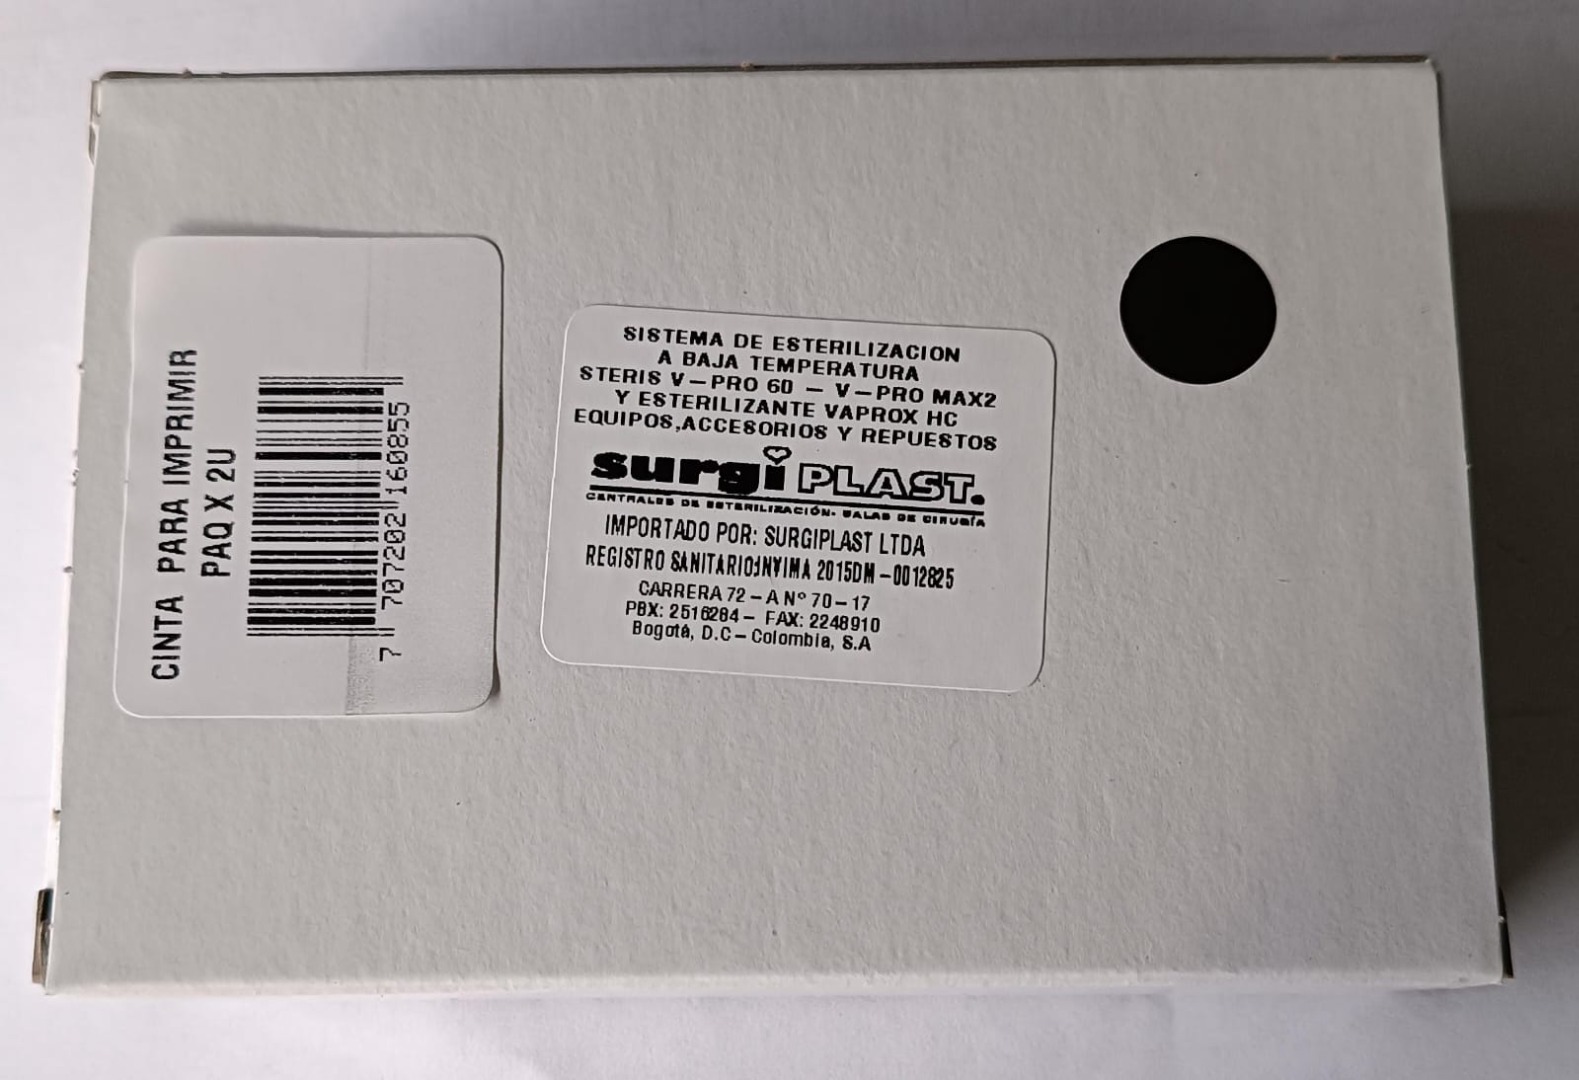 CINTA PARA IMPRIMIR
PAQ X 2U
7 707202 160855
SISTEMA DE ESTERILIZACION
A BAJA TEMPERATURA
STERIS V-PRO 60 - V-PRO MAX2
Y ESTERILIZANTE VAPROX HC
EQUIPOS,ACCESORIOS Y REPUESTOS
surgi PLAST.
CENTRALES DE ESTERILIZACIÓN- SALAS DE CIRUGÍA
IMPORTADO POR: SURGIPLAST LTDA
REGISTRO SANITARIO:INVIMA 2015DM-0012825
CARRERA 72-A N° 70-17
PBX: 2516284- FAX: 2248910
Bogotá, D.C-Colombia, S.A